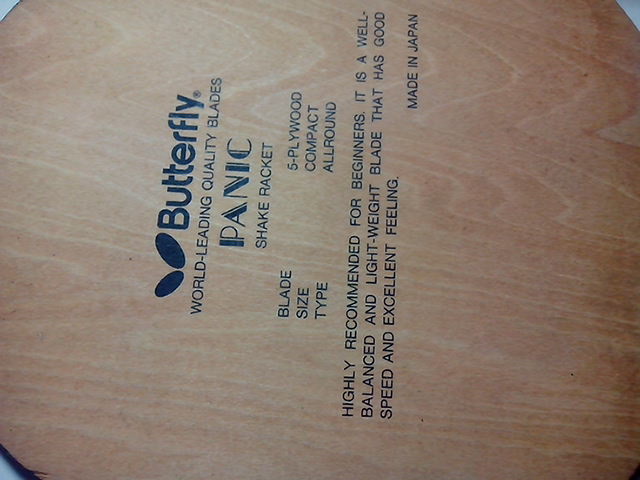 Butterfly®
WORLD-LEADING QUALITY BLADES
PANIC
SHAKE RACKET
BLADE 5-PLYWOOD
SIZE COMPACT
TYPE ALLROUND
HIGHLY RECOMMENDED FOR BEGINNERS. IT IS A WELL-
BALANCED AND LIGHT-WEIGHT BLADE THAT HAS GOOD
SPEED AND EXCELLENT FEELING.
MADE IN JAPAN